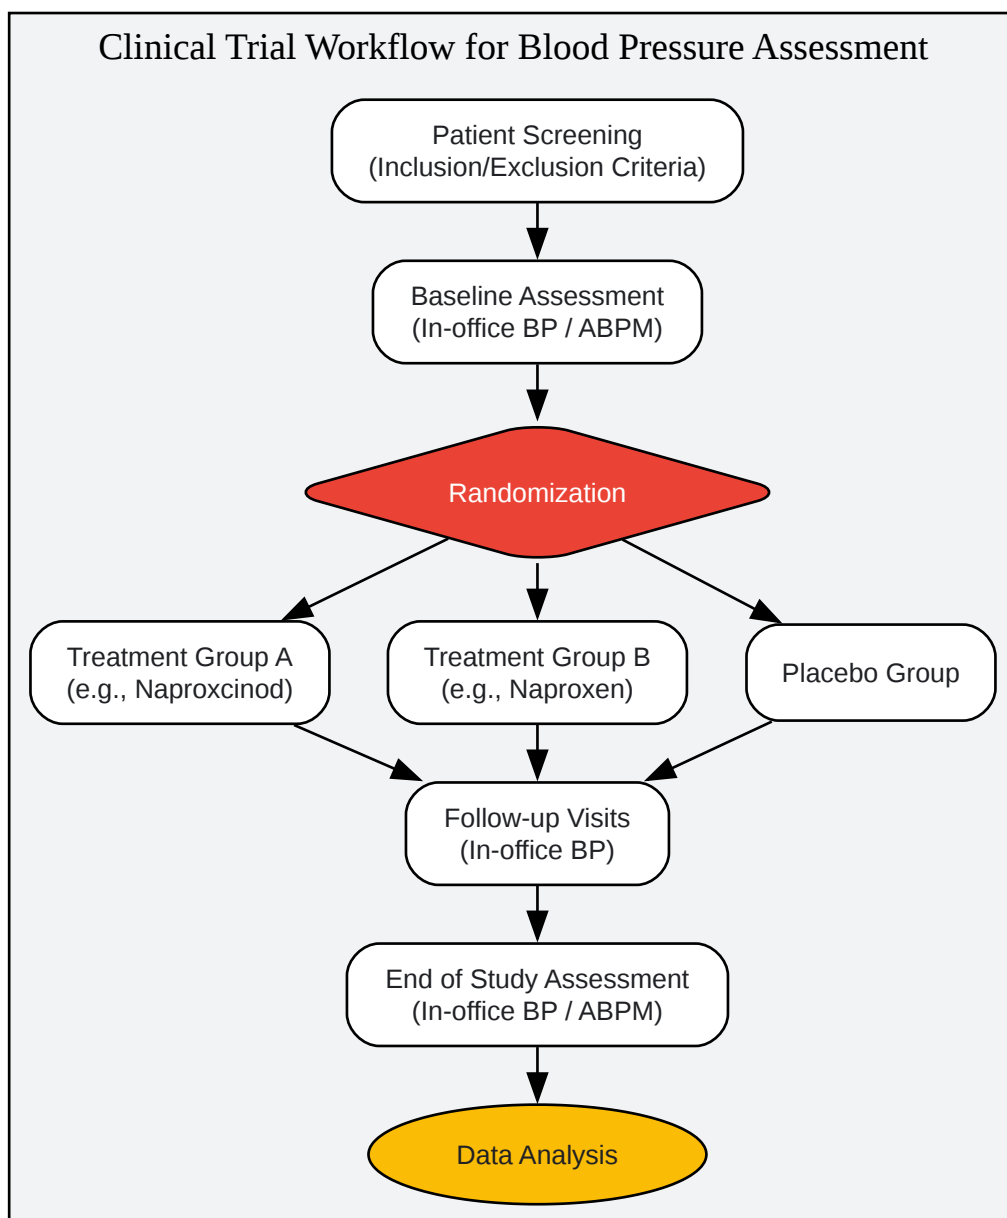 Clinical Trial Workflow for Blood Pressure Assessment
Patient Screening
(Inclusion/Exclusion Criteria)
Baseline Assessment
(In-office BP / ABPM)
Randomization
Treatment Group A
(e.g., Naproxcinod)
Treatment Group B
(e.g., Naproxen)
Placebo Group
Follow-up Visits
(In-office BP)
End of Study Assessment
(In-office BP / ABPM)
Data Analysis